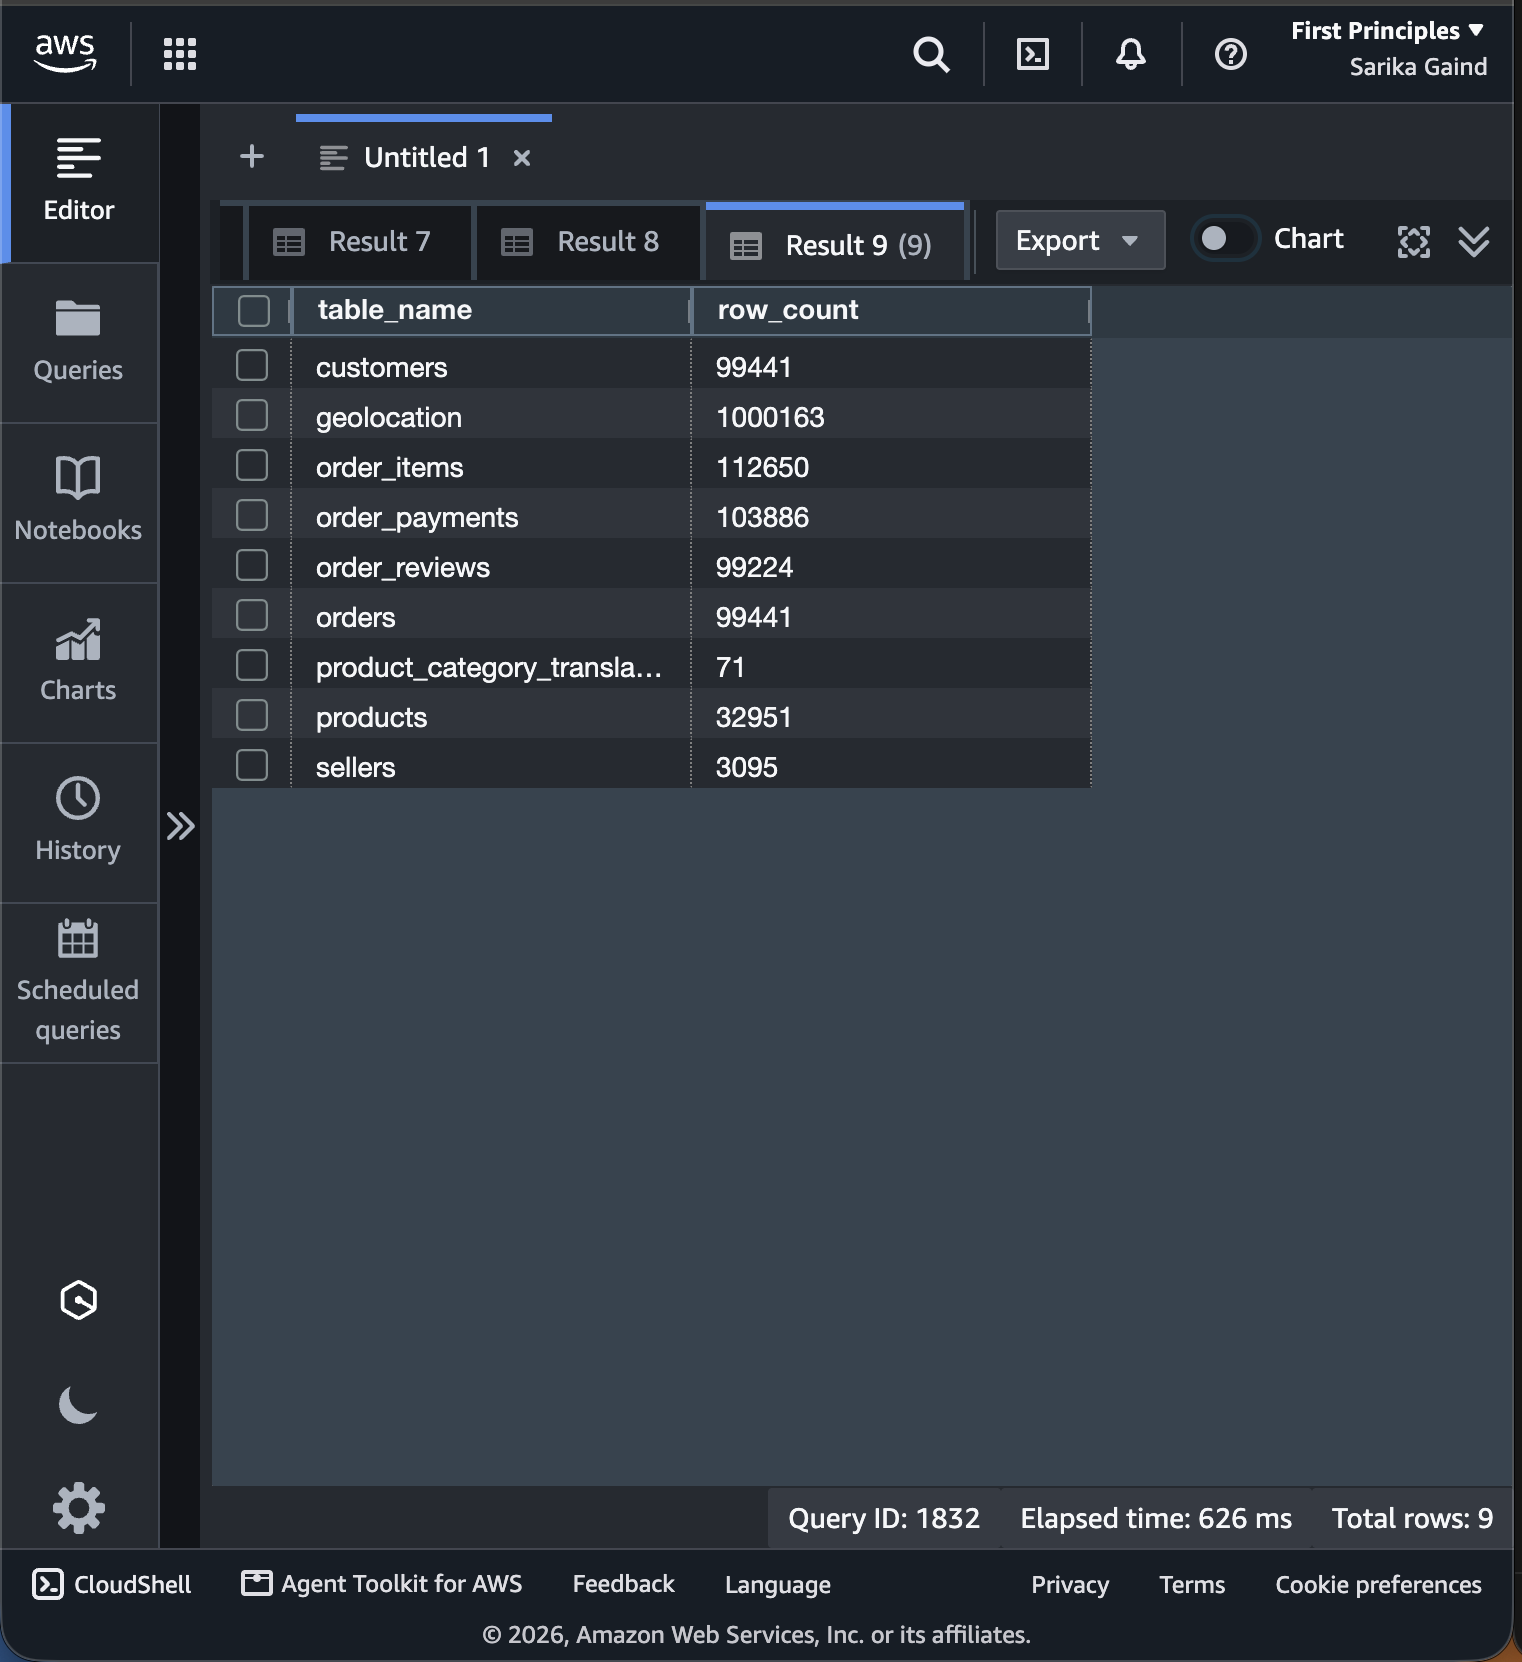 aws
First Principles
Sarika Gaind
Editor
Queries
Notebooks
Charts
History
Scheduled
queries
Untitled 1
Result 7
Result 8
Result 9 (9)
Export
Chart
table_name row_count
customers 99441
geolocation 1000163
order_items 112650
order_payments 103886
order_reviews 99224
orders 99441
product_category_transla... 71
products 32951
sellers 3095
Query ID: 1832 Elapsed time: 626 ms Total rows: 9
CloudShell Agent Toolkit for AWS Feedback Language Privacy Terms Cookie preferences
© 2026, Amazon Web Services, Inc. or its affiliates.